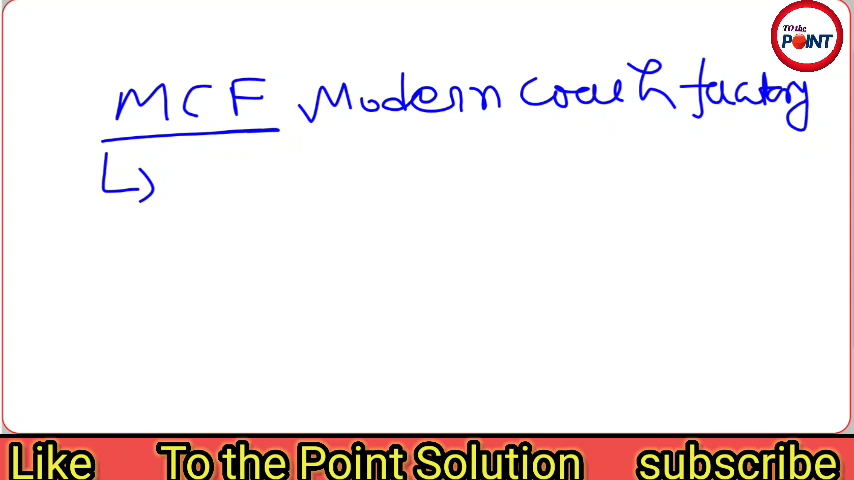 TO the
POINT
MCF Modern coach factory
Like To the Point Solution subscribe